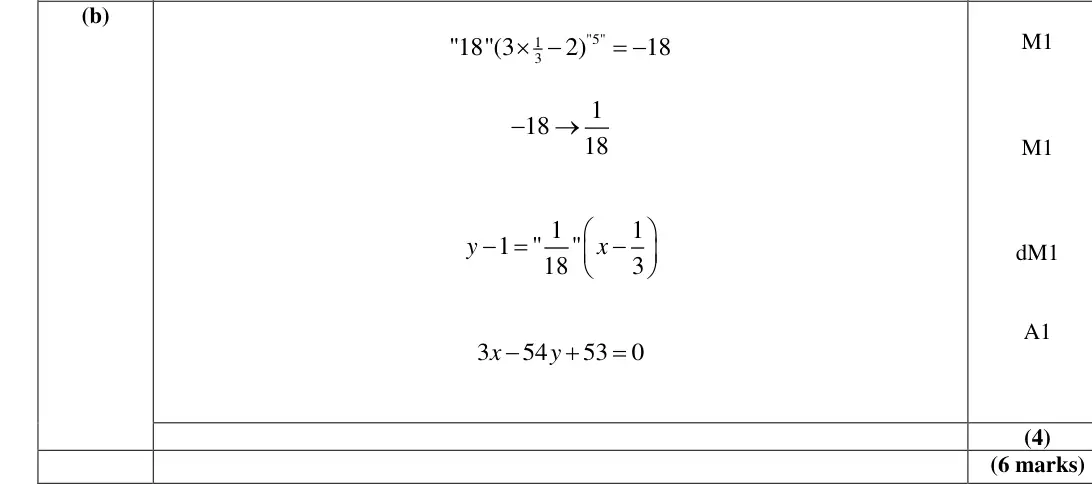 (b)
"18"(3 × 1/3 − 2)^"5" = −18 M1
−18 → 1/18 M1
y − 1 = "1/18"(x − 1/3) dM1
3x − 54y + 53 = 0 A1
(4)
(6 marks)